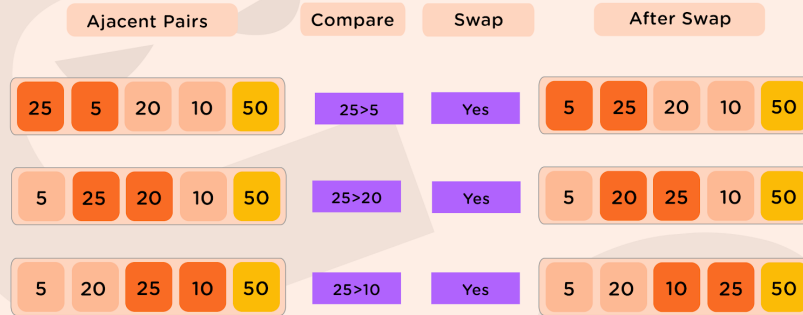 Ajacent Pairs Compare Swap After Swap
25 5 20 10 50 25>5 Yes 5 25 20 10 50
5 25 20 10 50 25>20 Yes 5 20 25 10 50
5 20 25 10 50 25>10 Yes 5 20 10 25 50